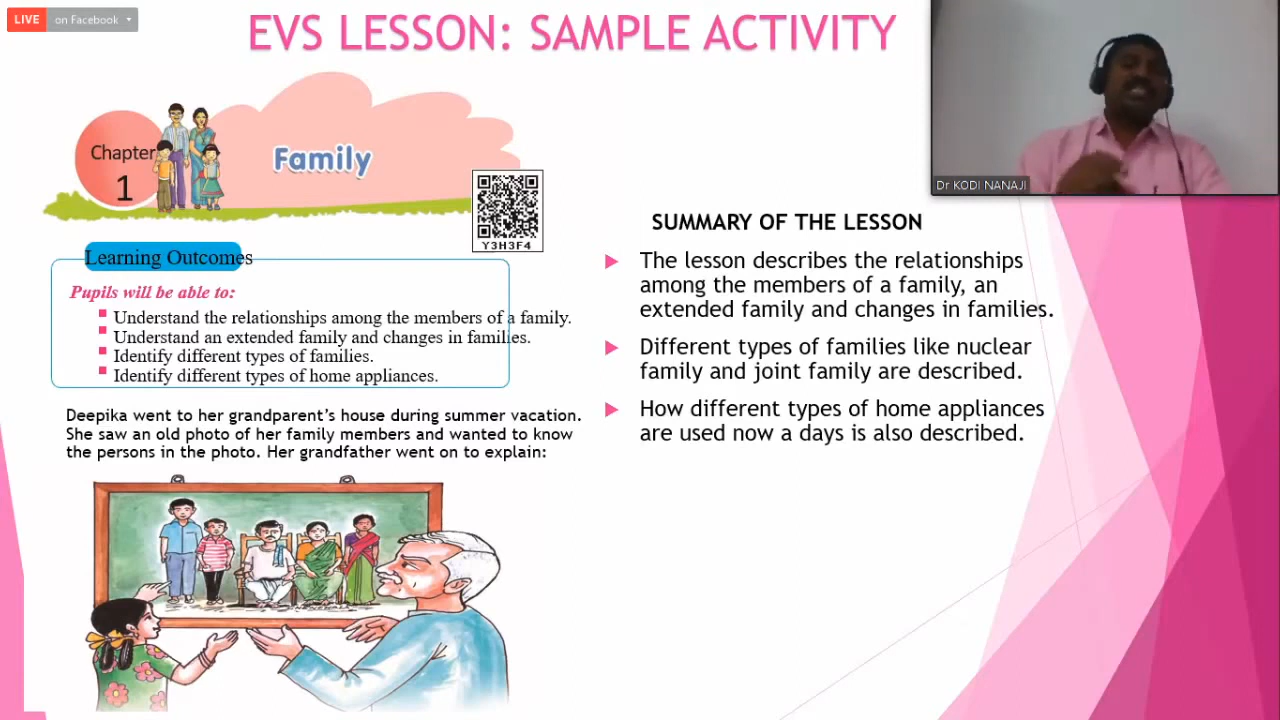 LIVE on Facebook
EVS LESSON: SAMPLE ACTIVITY
Dr KODI NANAJI
Chapter
1
Family
Y3H3F4
Learning Outcomes
Pupils will be able to:
Understand the relationships among the members of a family.
Understand an extended family and changes in families.
Identify different types of families.
Identify different types of home appliances.
Deepika went to her grandparent's house during summer vacation.
She saw an old photo of her family members and wanted to know
the persons in the photo. Her grandfather went on to explain:
SUMMARY OF THE LESSON
The lesson describes the relationships
among the members of a family, an
extended family and changes in families.
Different types of families like nuclear
family and joint family are described.
How different types of home appliances
are used now a days is also described.